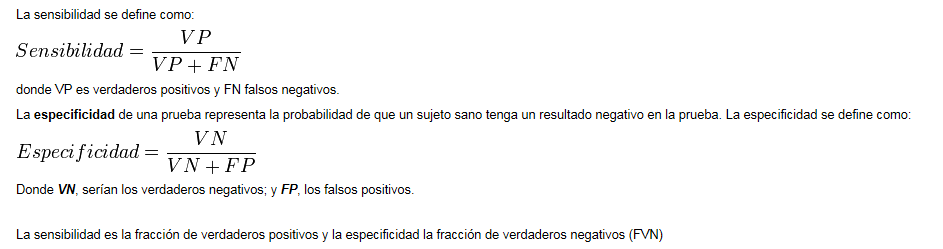 La sensibilidad se define como:
Sensibilidad = VP / (VP + FN)
donde VP es verdaderos positivos y FN falsos negativos.
La especificidad de una prueba representa la probabilidad de que un sujeto sano tenga un resultado negativo en la prueba. La especificidad se define como:
Especificidad = VN / (VN + FP)
Donde VN, serían los verdaderos negativos; y FP, los falsos positivos.
La sensibilidad es la fracción de verdaderos positivos y la especificidad la fracción de verdaderos negativos (FVN)